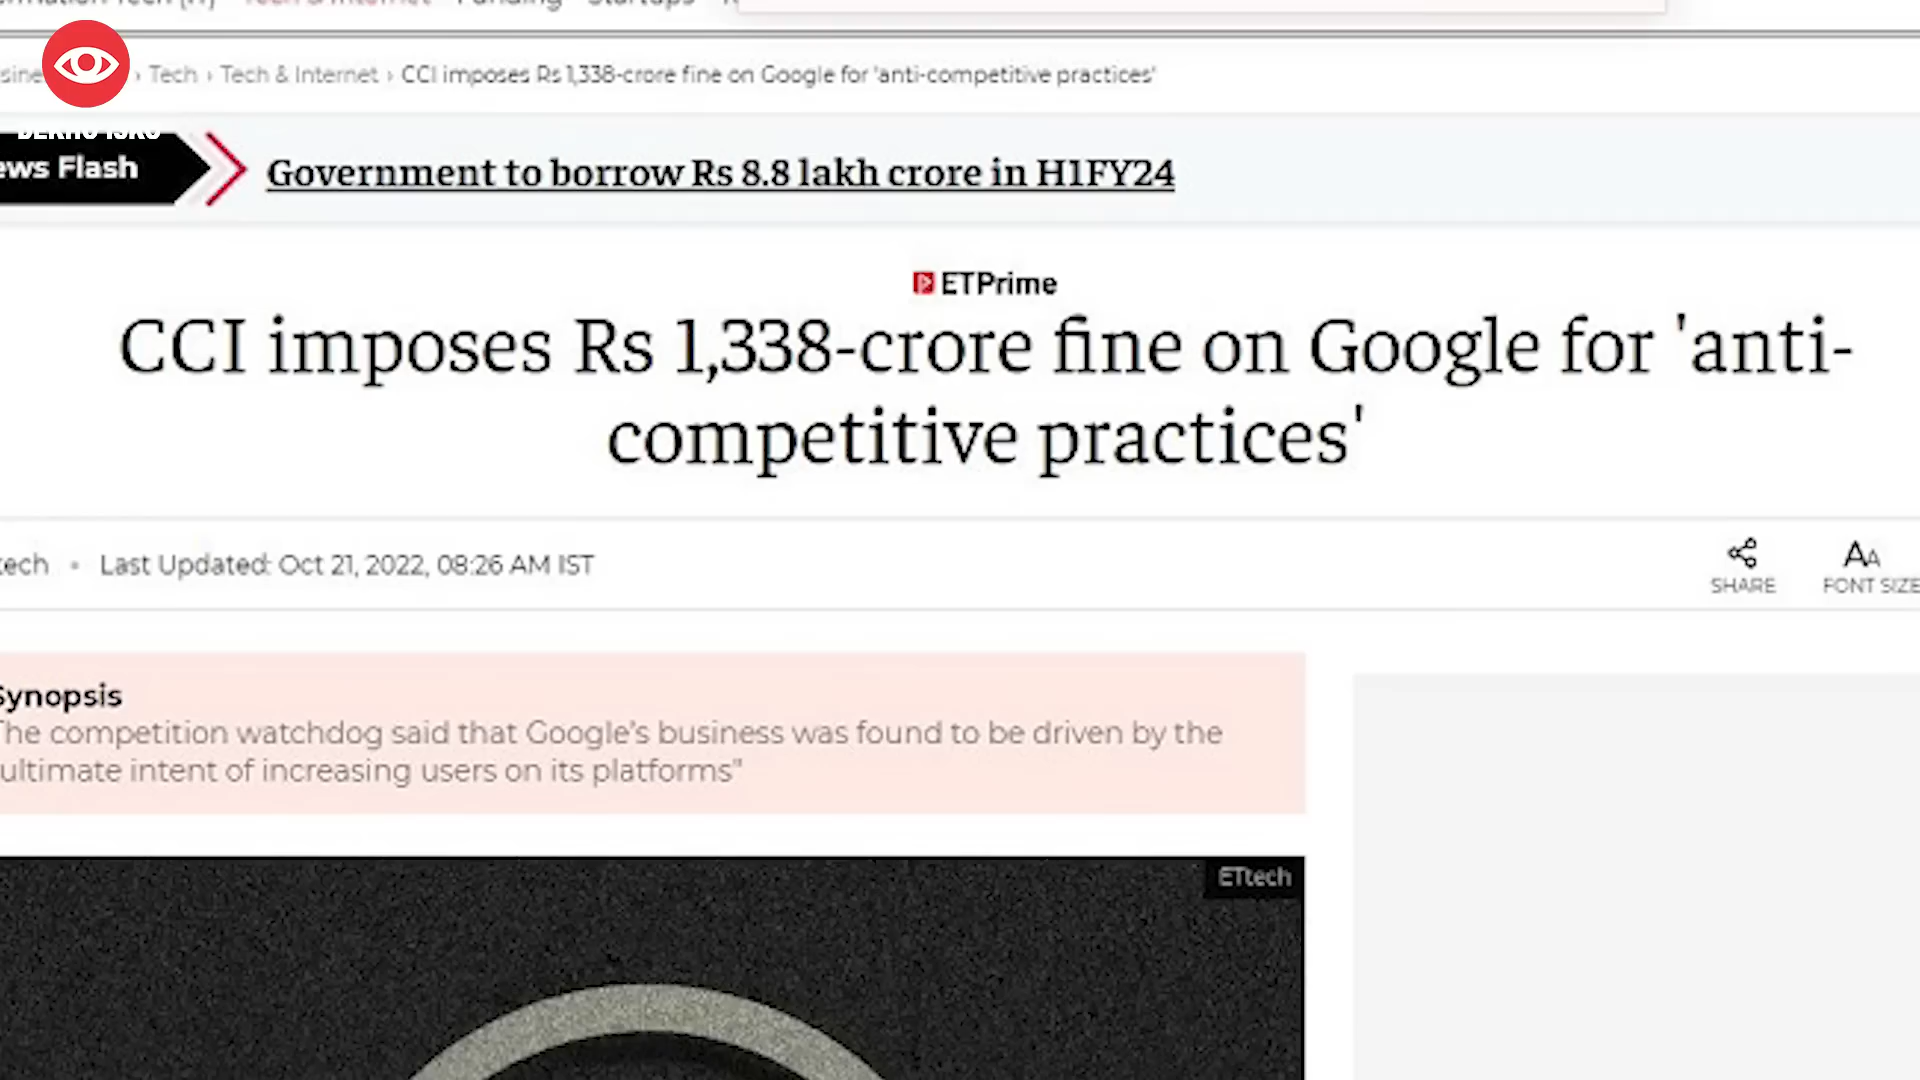 Tech › Tech & Internet › CCI imposes Rs 1,338-crore fine on Google for 'anti-competitive practices'
Flash
Government to borrow Rs 8.8 lakh crore in H1FY24
ETPrime
CCI imposes Rs 1,338-crore fine on Google for 'anti-
competitive practices'
Last Updated: Oct 21, 2022, 08:26 AM IST
SHARE
FONT SIZE
Synopsis
The competition watchdog said that Google's business was found to be driven by the
ultimate intent of increasing users on its platforms"
ETtech